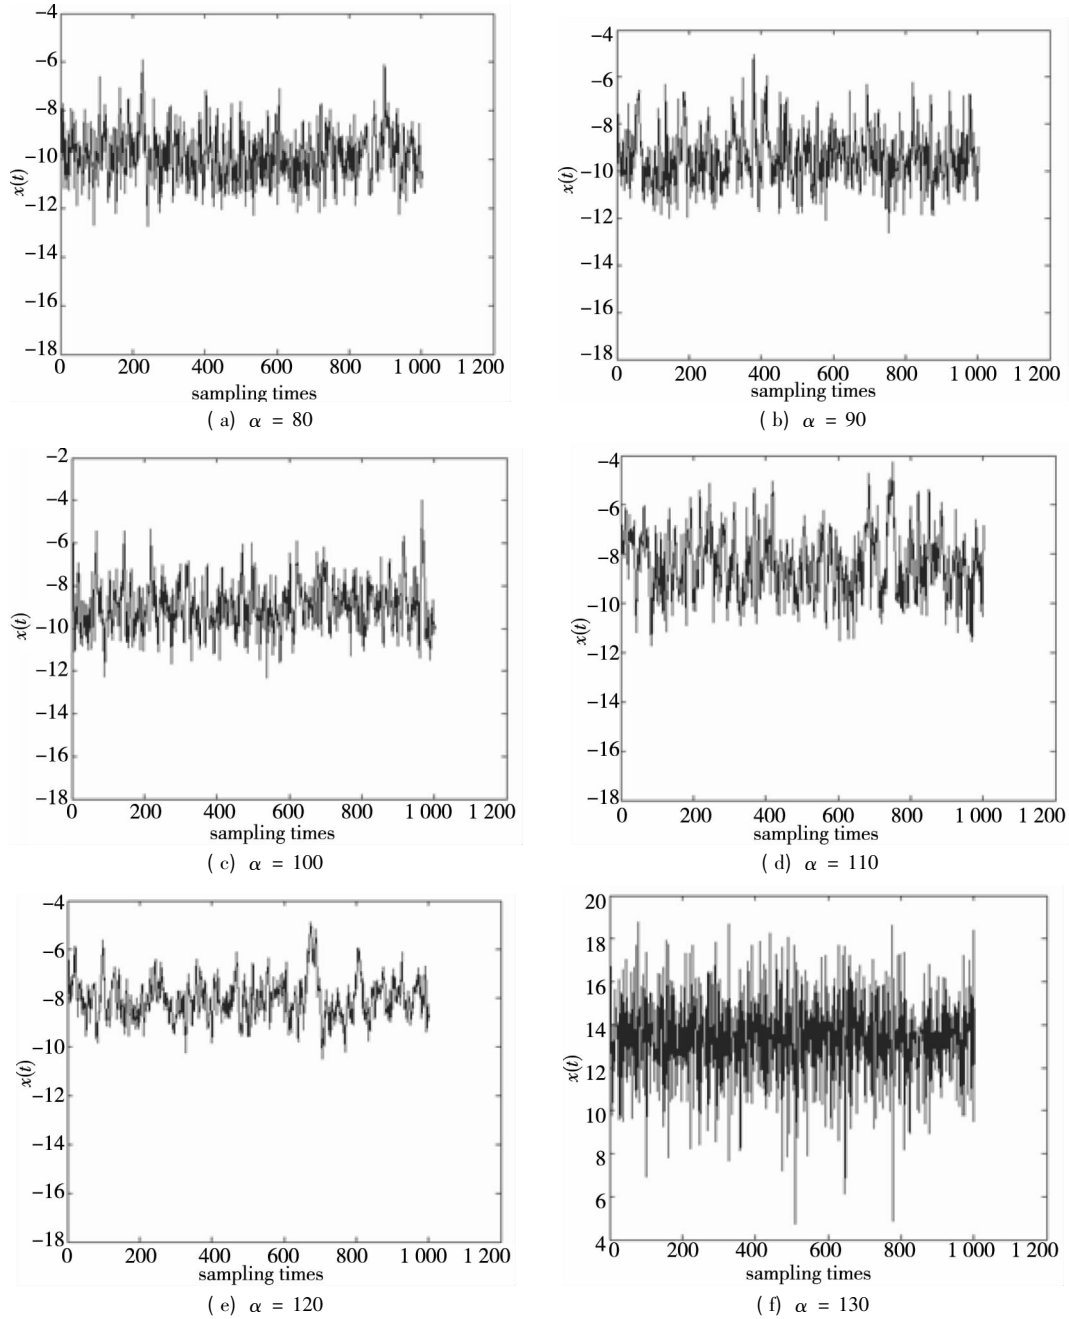 −4
−6
−8
−10
−12
−14
−16
−18
x(t)
0 200 400 600 800 1 000 1 200
sampling times
( a) α = 80
−4
−6
−8
−10
−12
−14
−16
−18
x(t)
0 200 400 600 800 1 000 1 200
sampling times
( b) α = 90
−2
−4
−6
−8
−10
−12
−14
−16
−18
x(t)
0 200 400 600 800 1 000 1 200
sampling times
( c) α = 100
−4
−6
−8
−10
−12
−14
−16
−18
x(t)
0 200 400 600 800 1 000 1 200
sampling times
( d) α = 110
−4
−6
−8
−10
−12
−14
−16
−18
x(t)
0 200 400 600 800 1 000 1 200
sampling times
( e) α = 120
20
18
16
14
12
10
8
6
4
x(t)
0 200 400 600 800 1 000 1 200
sampling times
( f) α = 130